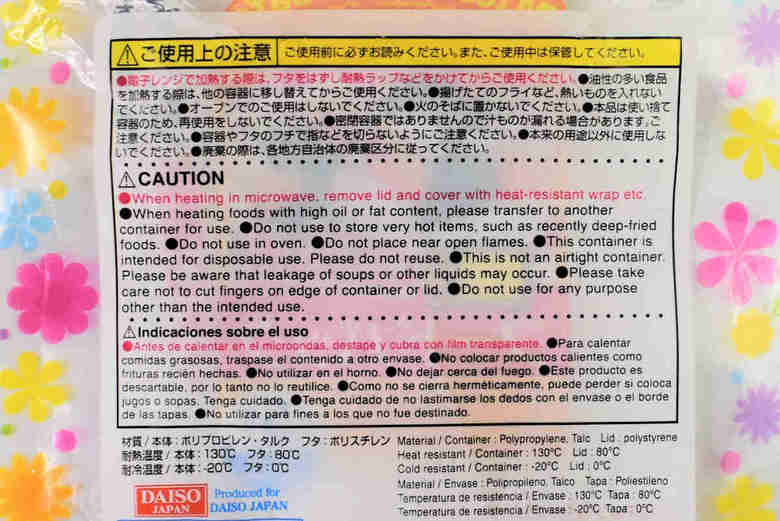 ⚠ご使用上の注意 ご使用前に必ずお読みください。また、ご使用中は保管してください。
●電子レンジで加熱する際は、フタをはずし耐熱ラップなどをかけてからご使用ください。●油性の多い食品
を加熱する際は、他の容器に移し替えてからご使用ください。●揚げたてのフライなど、熱いものを入れない
でください。●オーブンでのご使用はしないでください。●火のそばに置かないでください。●本品は使い捨て
容器のため、再使用をしないでください。●密閉容器ではありませんので汁ものが漏れる場合があります。ご
注意ください。●容器やフタのフチで指などを切らないようにご注意ください。●本来の用途以外に使用しな
いでください。●廃棄の際は、各地方自治体の廃棄区分に従ってください。
⚠CAUTION
●When heating in microwave, remove lid and cover with heat-resistant wrap etc.
●When heating foods with high oil or fat content, please transfer to another
container for use. ●Do not use to store very hot items, such as recently deep-fried
foods. ●Do not use in oven. ●Do not place near open flames. ●This container is
intended for disposable use. Please do not reuse. ●This is not an airtight container.
Please be aware that leakage of soups or other liquids may occur. ●Please take
care not to cut fingers on edge of container or lid. ●Do not use for any purpose
other than the intended use.
⚠Indicaciones sobre el uso
●Antes de calentar en el microondas, destape y cubra con film transparente. ●Para calentar
comidas grasosas, traspase el contenido a otro envase. ●No colocar productos calientes como
frituras recién hechas. ●No utilizar en el horno. ●No dejar cerca del fuego. ●Este producto es
descartable, por lo tanto no lo reutilice. ●Como no se cierra herméticamente, puede perder si coloca
jugos o sopas. Tenga cuidado. ●Tenga cuidado de no lastimarse los dedos con el envase o el borde
de las tapas. ●No utilizar para fines a los que no fue destinado.
材質/本体:ポリプロピレン・タルク フタ:ポリスチレン
耐熱温度/本体:130℃ フタ:80℃
耐冷温度/本体:-20℃ フタ:0℃
Material / Container : Polypropylene, Talc Lid : polystyrene
Heat resistant / Container : 130℃ Lid : 80℃
Cold resistant / Container : -20℃ Lid : 0℃
Material / Envase : Polipropileno, Talco Tapa : Poliestileno
Temperatura de resistencia / Envase : 130℃ Tapa : 80℃
Temperatura de resistencia / Envase : -20℃ Tapa : 0℃
DAISO
JAPAN
Produced for
DAISO JAPAN